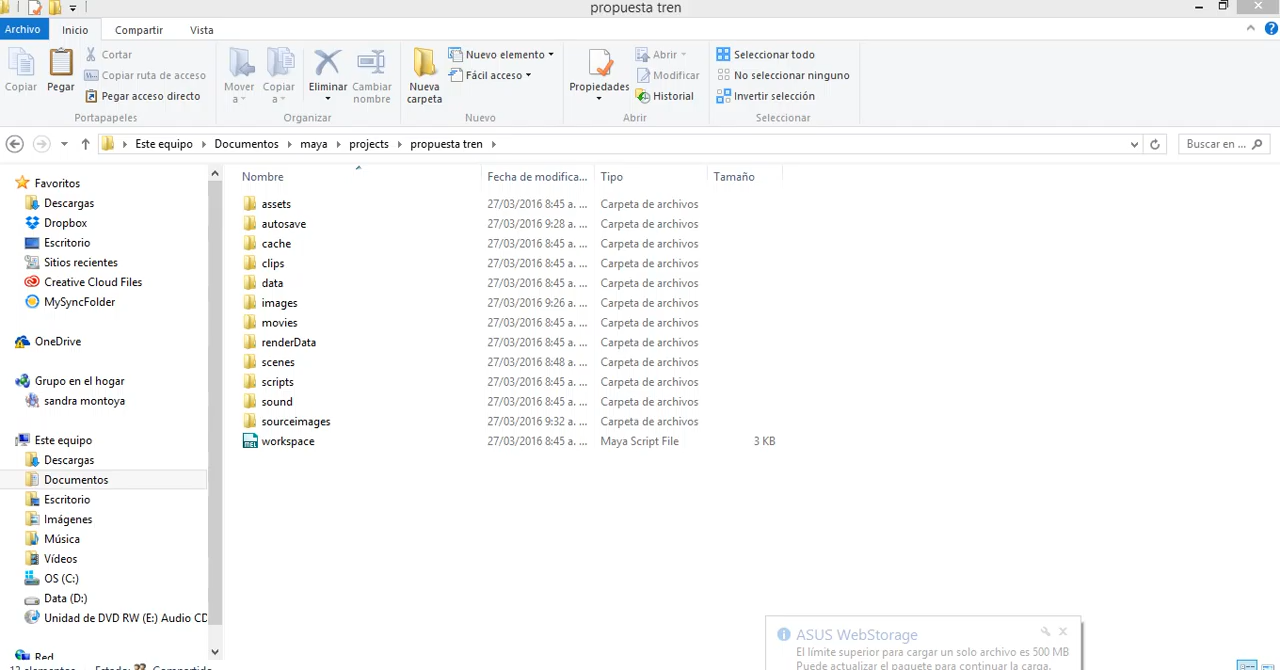 propuesta tren
Archivo Inicio Compartir Vista
Copiar
Pegar
Cortar
Copiar ruta de acceso
Pegar acceso directo
Portapapeles
Mover a
Copiar a
Eliminar
Cambiar nombre
Organizar
Nueva carpeta
Nuevo elemento
Fácil acceso
Nuevo
Propiedades
Abrir
Modificar
Historial
Abrir
Seleccionar todo
No seleccionar ninguno
Invertir selección
Seleccionar
Este equipo Documentos maya projects propuesta tren
Buscar en ...
Favoritos
Descargas
Dropbox
Escritorio
Sitios recientes
Creative Cloud Files
MySyncFolder
OneDrive
Grupo en el hogar
sandra montoya
Este equipo
Descargas
Documentos
Escritorio
Imágenes
Música
Vídeos
OS (C:)
Data (D:)
Unidad de DVD RW (E:) Audio CD
Red
Nombre Fecha de modifica... Tipo Tamaño
assets 27/03/2016 8:45 a. ... Carpeta de archivos
autosave 27/03/2016 9:28 a. ... Carpeta de archivos
cache 27/03/2016 8:45 a. ... Carpeta de archivos
clips 27/03/2016 8:45 a. ... Carpeta de archivos
data 27/03/2016 8:45 a. ... Carpeta de archivos
images 27/03/2016 9:26 a. ... Carpeta de archivos
movies 27/03/2016 8:45 a. ... Carpeta de archivos
renderData 27/03/2016 8:45 a. ... Carpeta de archivos
scenes 27/03/2016 8:48 a. ... Carpeta de archivos
scripts 27/03/2016 8:45 a. ... Carpeta de archivos
sound 27/03/2016 8:45 a. ... Carpeta de archivos
sourceimages 27/03/2016 9:32 a. ... Carpeta de archivos
workspace 27/03/2016 8:45 a. ... Maya Script File 3 KB
ASUS WebStorage
El límite superior para cargar un solo archivo es 500 MB
Puede actualizar el paquete para continuar la carga.
elementos Estado: Compartido